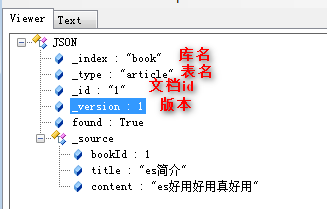 Viewer Text
JSON
_index : "book" 库名
_type : "article" 表名
_id : "1" 文档id
_version : 1 版本
found : True
_source
bookId : 1
title : "es简介"
content : "es好用好用真好用"